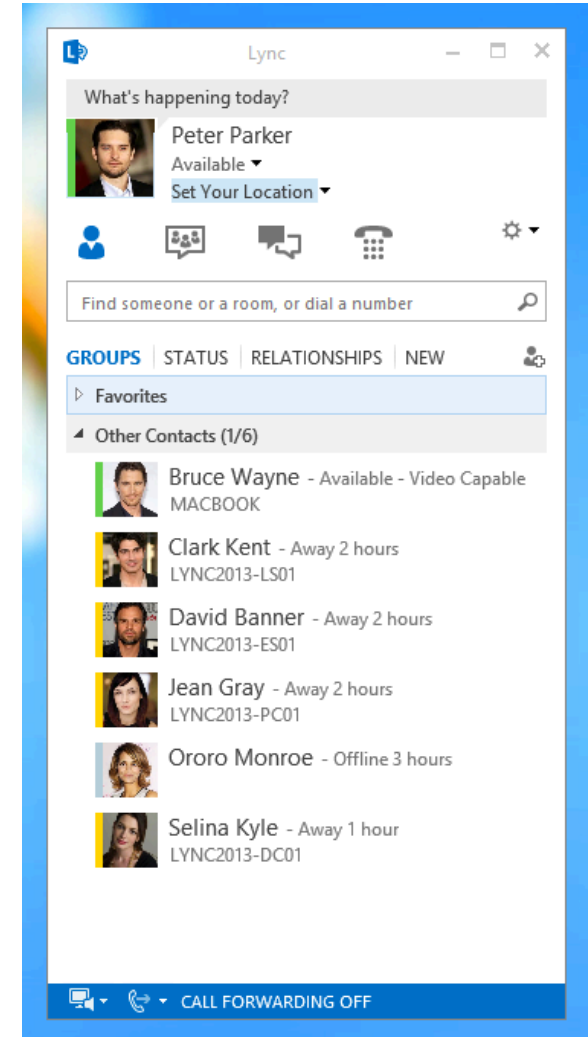 Lync
What's happening today?
Peter Parker
Available
Set Your Location
Find someone or a room, or dial a number
GROUPS STATUS RELATIONSHIPS NEW
Favorites
Other Contacts (1/6)
Bruce Wayne - Available - Video Capable
MACBOOK
Clark Kent - Away 2 hours
LYNC2013-LS01
David Banner - Away 2 hours
LYNC2013-ES01
Jean Gray - Away 2 hours
LYNC2013-PC01
Ororo Monroe - Offline 3 hours
Selina Kyle - Away 1 hour
LYNC2013-DC01
CALL FORWARDING OFF